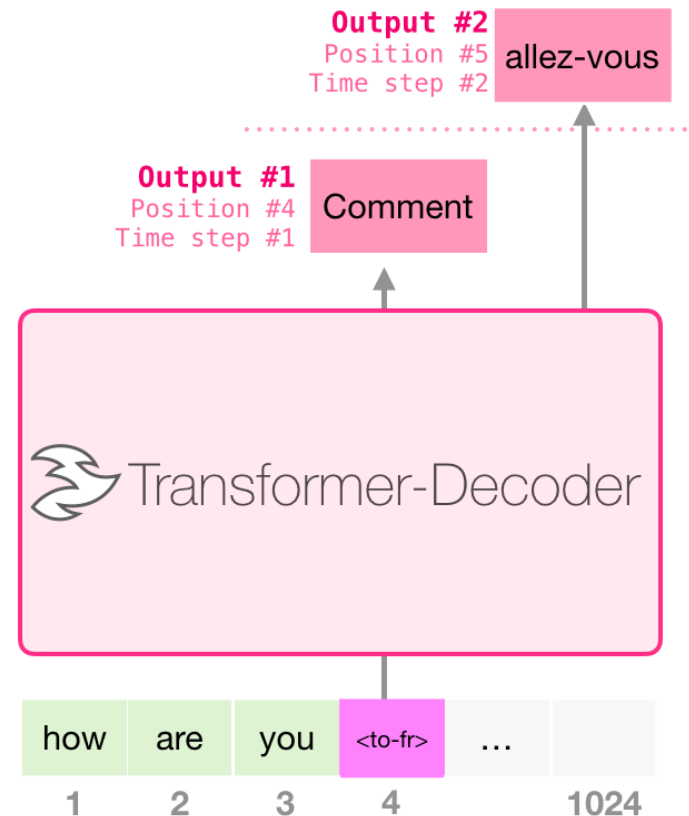 Output #2
Position #5
Time step #2
allez-vous
Output #1
Position #4
Time step #1
Comment
Transformer-Decoder
how are you <to-fr> ...
1 2 3 4 1024